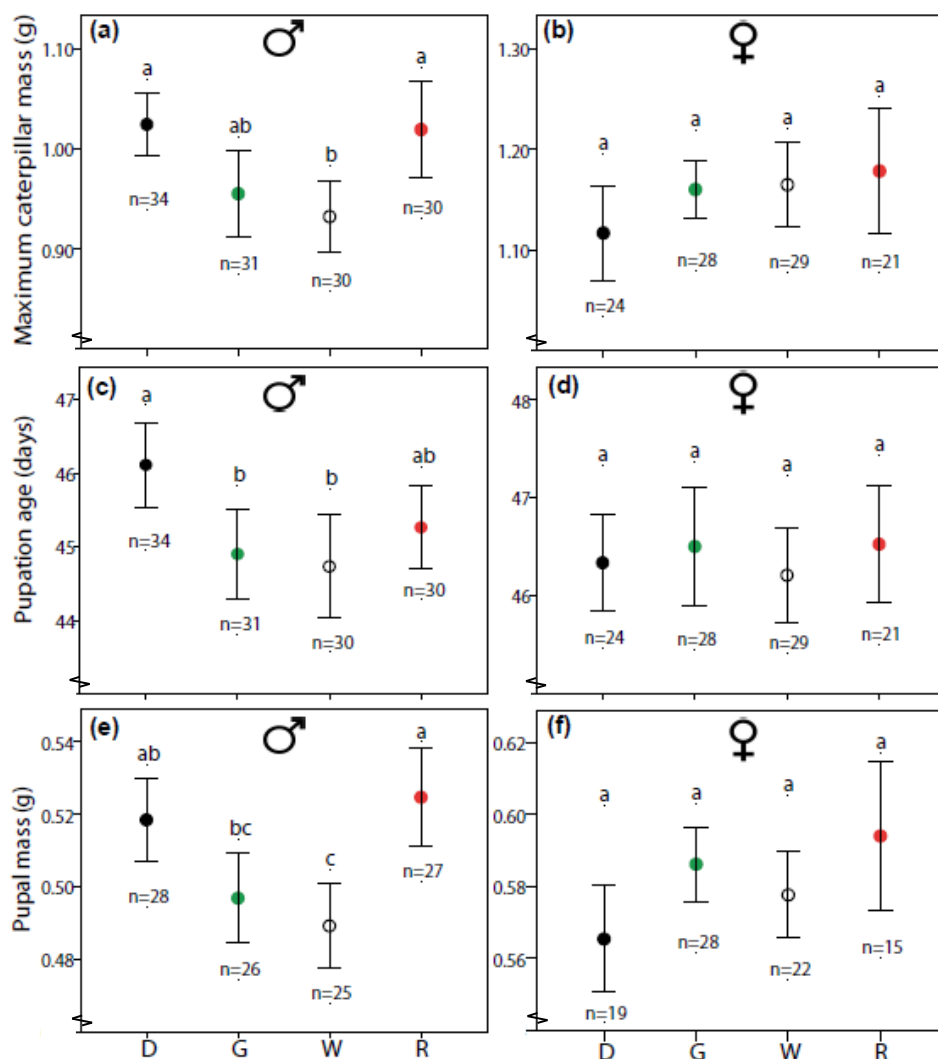 Maximum caterpillar mass (g)
(a)
♂
1.10
1.00
0.90
a
ab
b
a
n=34
n=31
n=30
n=30
(b)
♀
1.30
1.20
1.10
a
a
a
a
n=24
n=28
n=29
n=21
Pupation age (days)
(c)
♂
47
46
45
44
a
b
b
ab
n=34
n=31
n=30
n=30
(d)
♀
48
47
46
a
a
a
a
n=24
n=28
n=29
n=21
Pupal mass (g)
(e)
♂
0.54
0.52
0.50
0.48
0.
ab
bc
c
a
n=28
n=26
n=25
n=27
D G W R
(f)
♀
0.62
0.60
0.58
0.56
a
a
a
a
n=19
n=28
n=22
n=15
D G W R